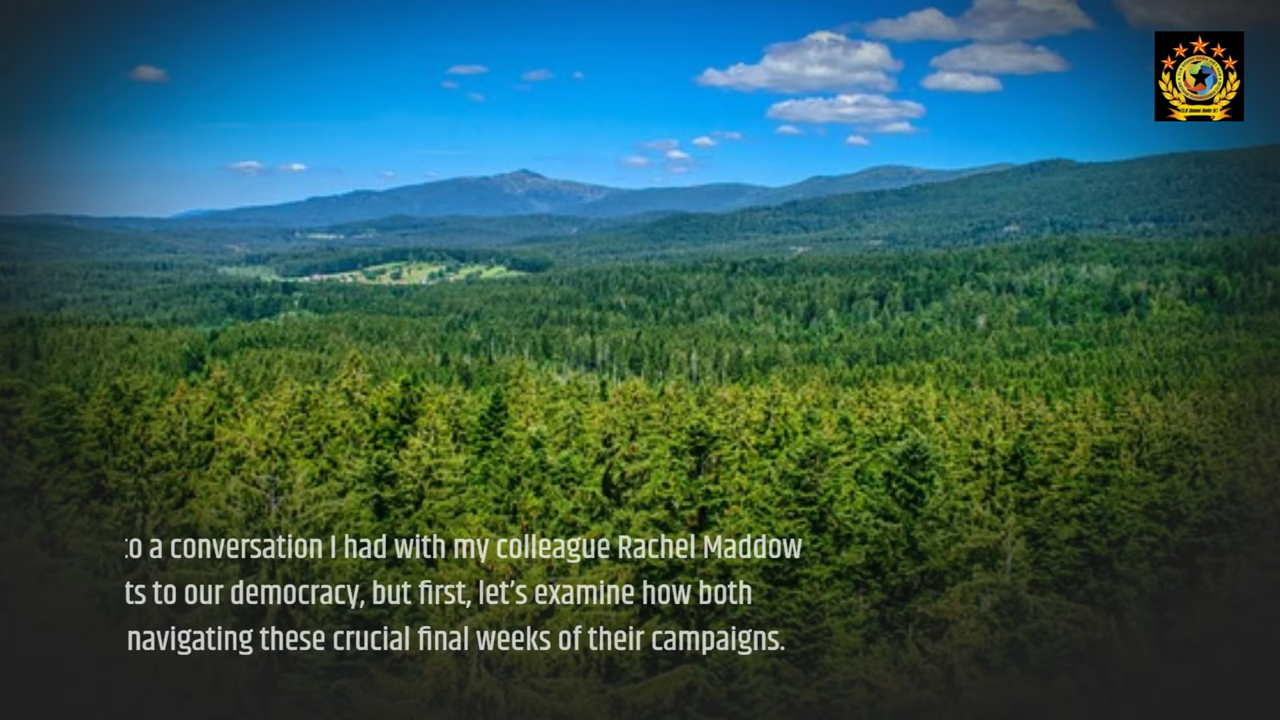 o a conversation I had with my colleague Rachel Maddow
ts to our democracy, but first, let's examine how both
navigating these crucial final weeks of their campaigns.